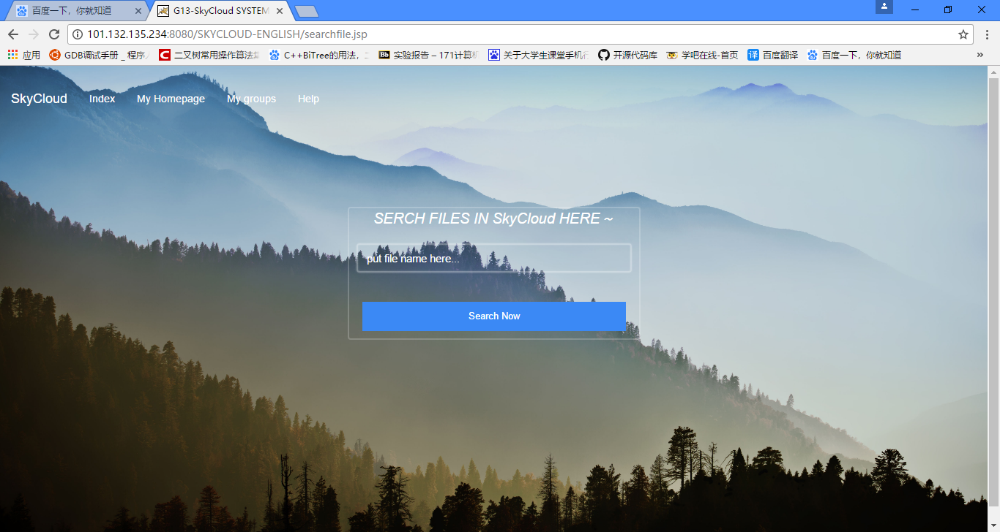 百度一下，你就知道
G13-SkyCloud SYSTEM
101.132.135.234:8080/SKYCLOUD-ENGLISH/searchfile.jsp
应用
GDB调试手册 _ 程序
二叉树常用操作算法集
C++BiTree的用法，
Bb
实验报告 – 171计算机
关于大学生课堂手机
开源代码库
学吧在线-首页
译
百度翻译
百度一下，你就知道
»
SkyCloud
Index
My Homepage
My groups
Help
SERCH FILES IN SkyCloud HERE ~
put file name here...
Search Now